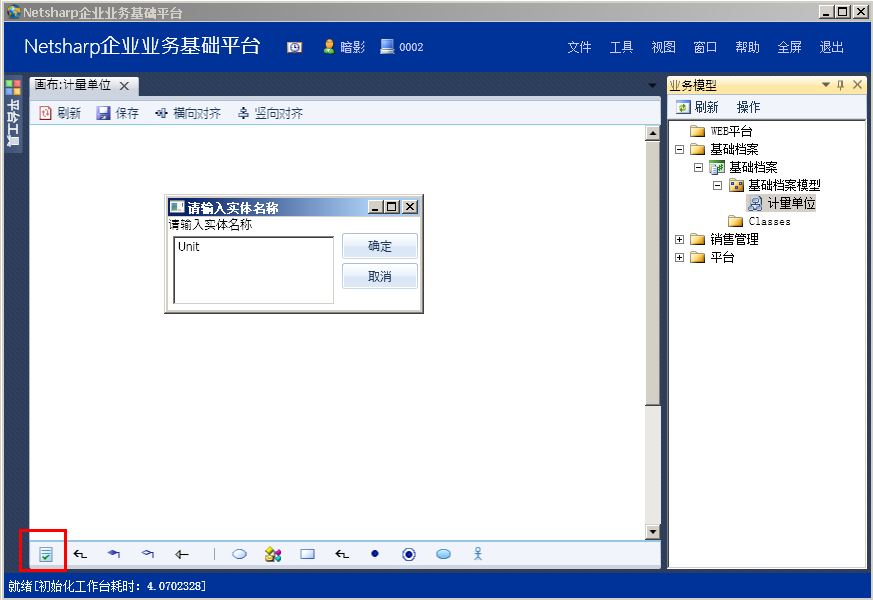 Netsharp企业业务基础平台
Netsharp企业业务基础平台 暗影 0002 文件 工具 视图 窗口 帮助 全屏 退出
平台工具
画布:计量单位
刷新 保存 横向对齐 竖向对齐
请输入实体名称
请输入实体名称
Unit
确定
取消
业务模型
刷新 操作
WEB平台
基础档案
基础档案
基础档案模型
计量单位
Classes
销售管理
平台
就绪[初始化工作台耗时: 4.0702328]